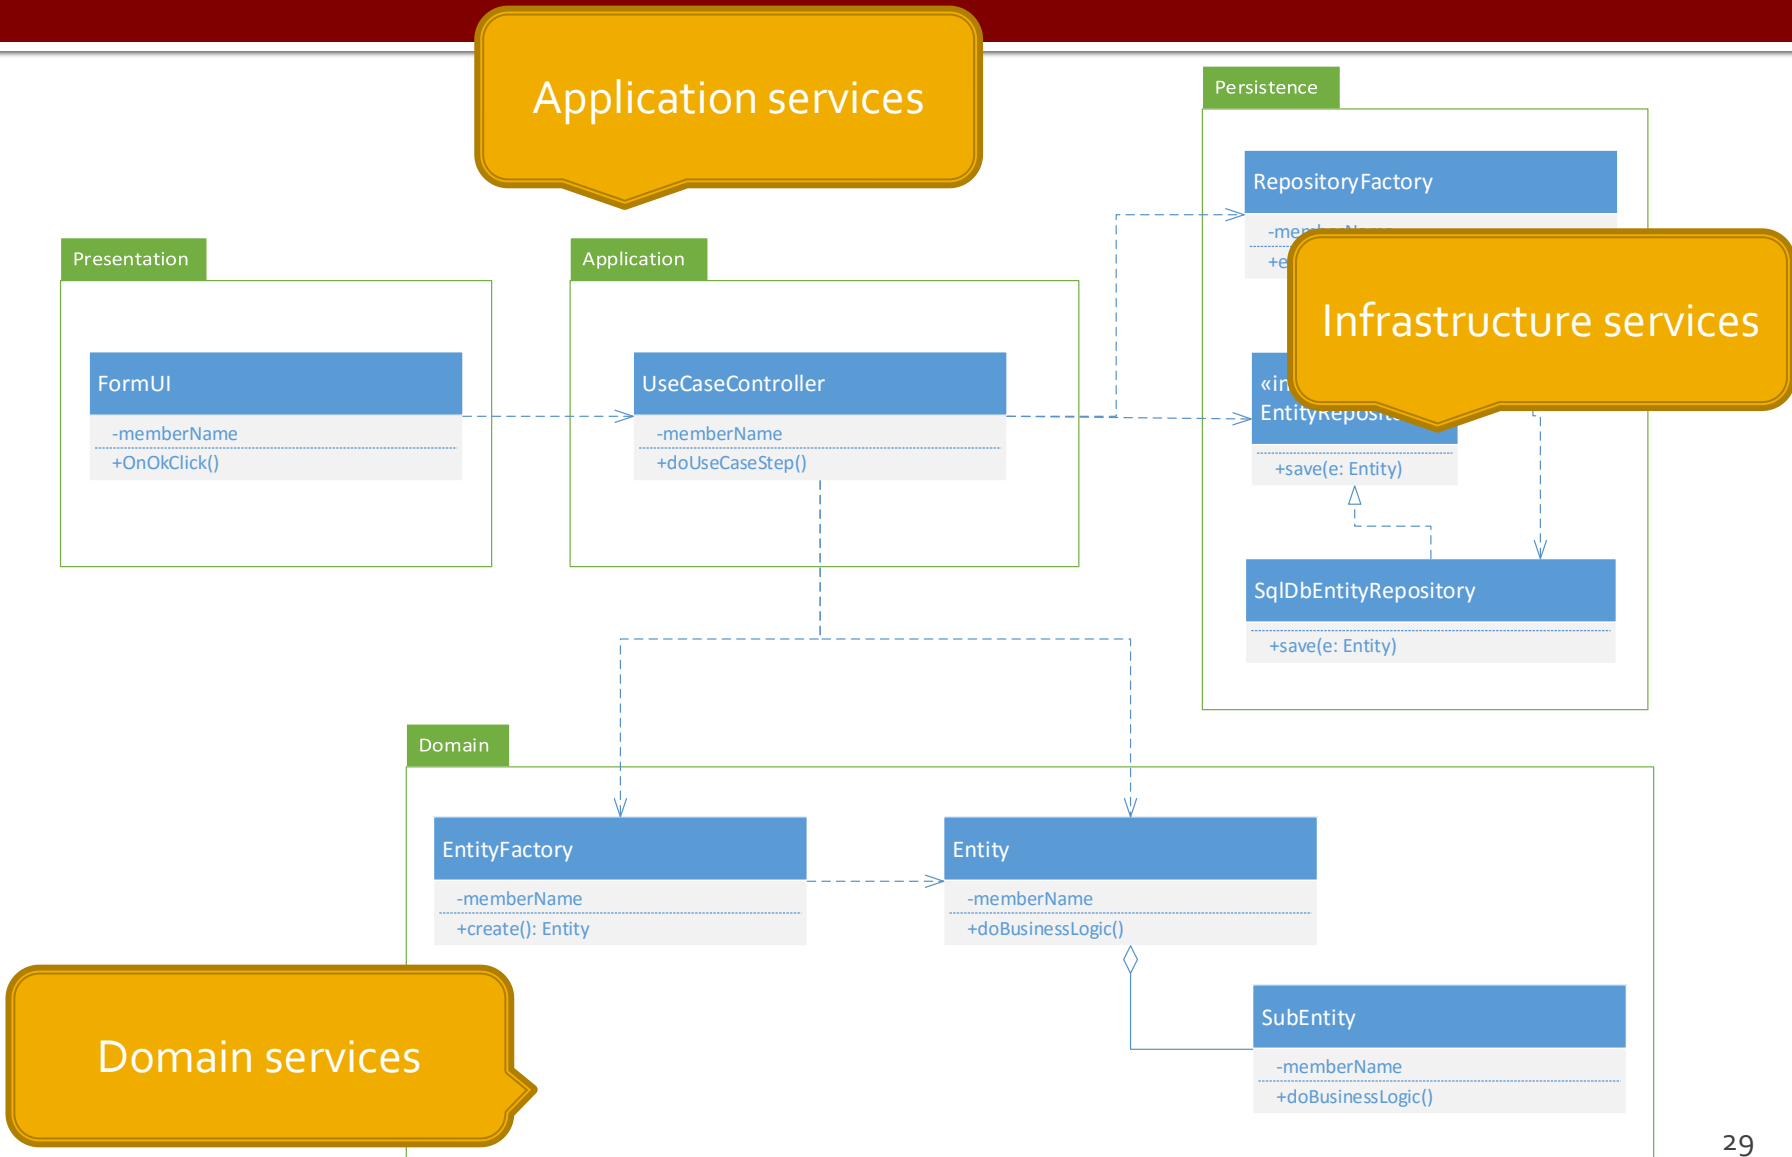 Application services
Persistence
RepositoryFactory
Infrastructure services
Presentation
Application
FormUI
-memberName
+OnOkClick()
UseCaseController
-memberName
+doUseCaseStep()
+save(e: Entity)
SqlDbEntityRepository
+save(e: Entity)
Domain
EntityFactory
-memberName
+create(): Entity
Entity
-memberName
+doBusinessLogic()
SubEntity
-memberName
+doBusinessLogic()
Domain services
29